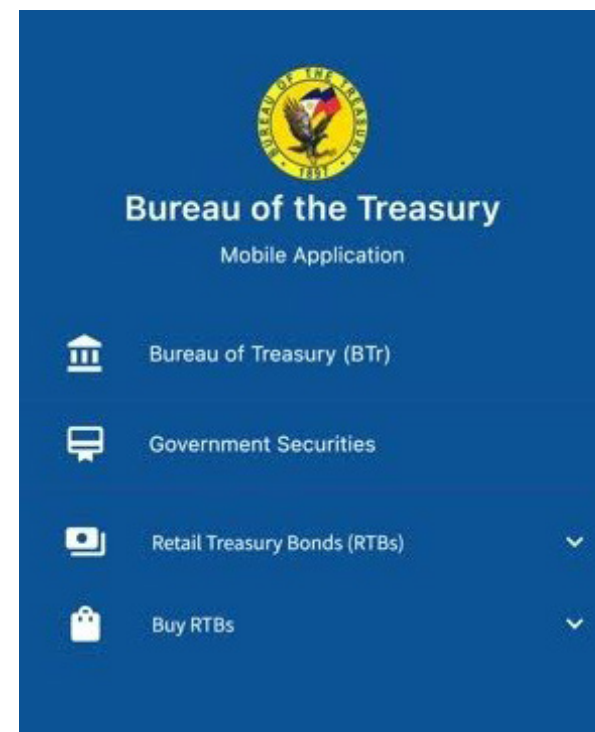 BUREAU OF THE TREASURY
1897
Bureau of the Treasury
Mobile Application
Bureau of Treasury (BTr)
Government Securities
Retail Treasury Bonds (RTBs)
Buy RTBs